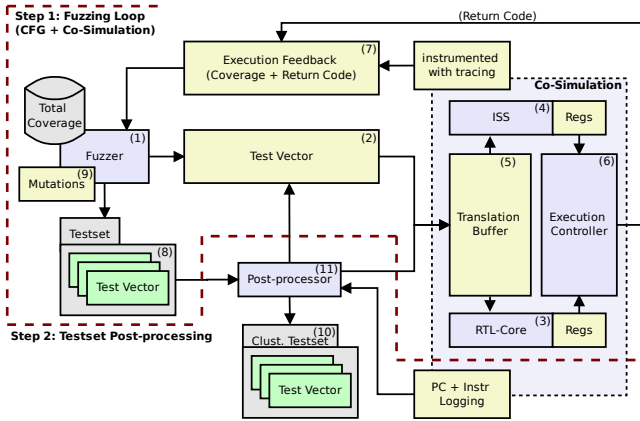 Step 1: Fuzzing Loop
(CFG + Co-Simulation)
(Return Code)
(7)
Execution Feedback
(Coverage + Return Code)
instrumented
with tracing
Co-Simulation
Total
Coverage
(1)
Fuzzer
(9)
Mutations
(2)
Test Vector
(4)
ISS
Regs
(5)
Translation
Buffer
(6)
Execution
Controller
(3)
RTL-Core
Regs
Testset
(8)
Test Vector
(11)
Post-processor
Step 2: Testset Post-processing
(10)
Clust. Testset
Test Vector
PC + Instr
Logging